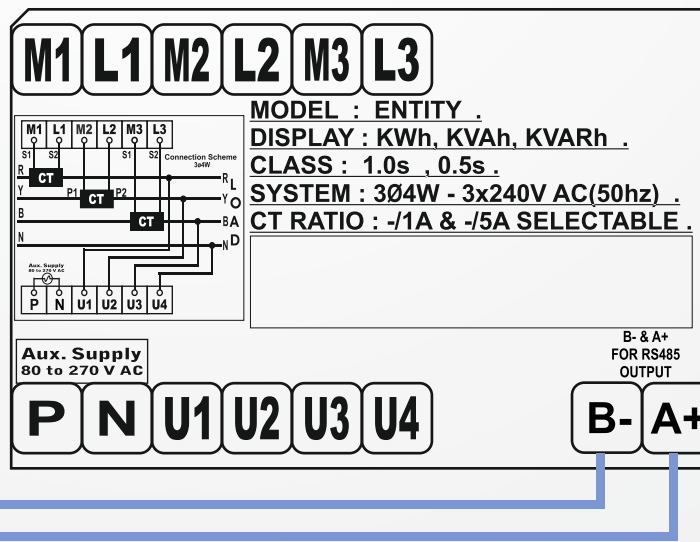 M1 L1 M2 L2 M3 L3
MODEL : ENTITY .
DISPLAY : KWh, KVAh, KVARh .
CLASS : 1.0s , 0.5s .
SYSTEM : 3Ø4W - 3x240V AC(50hz) .
CT RATIO : -/1A & -/5A SELECTABLE .
M1 L1 M2 L2 M3 L3
S1 S2 S1 S2
Connection Scheme
3ø4W
R CT R L
Y P1 CT P2 Y O
B CT B A
N N D
Aux. Supply
80 to 270 V AC
P N U1 U2 U3 U4
B- & A+
FOR RS485
OUTPUT
Aux. Supply
80 to 270 V AC
P N U1 U2 U3 U4 B- A+